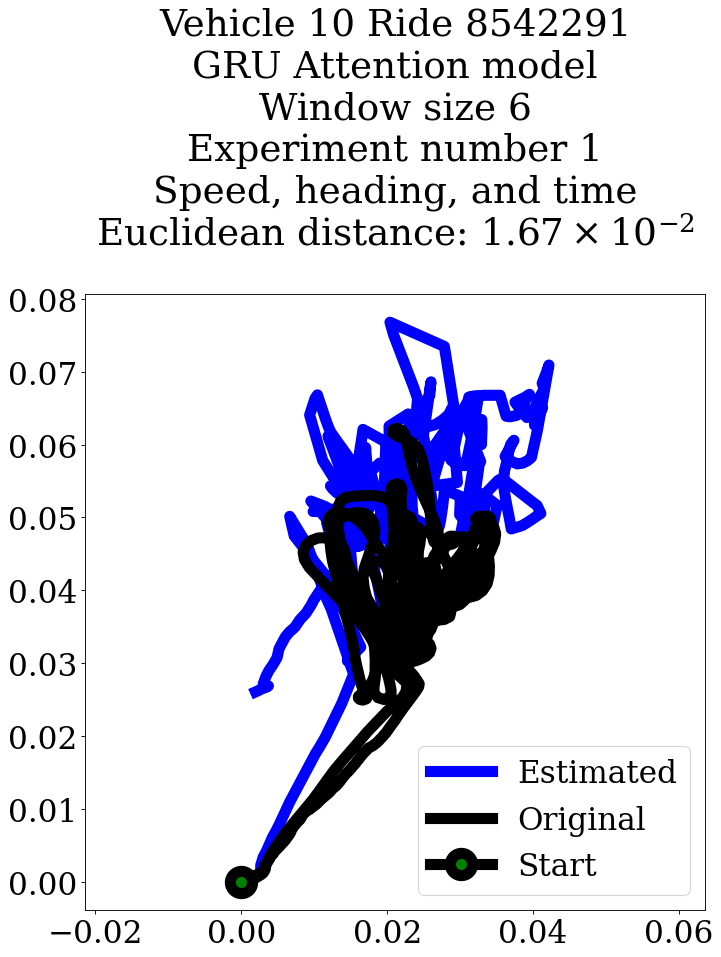 Vehicle 10 Ride 8542291
GRU Attention model
Window size 6
Experiment number 1
Speed, heading, and time
Euclidean distance: 1.67 × 10⁻²
0.08
0.07
0.06
0.05
0.04
0.03
0.02
0.01
0.00
Estimated
Original
Start
−0.02 0.00 0.02 0.04 0.06